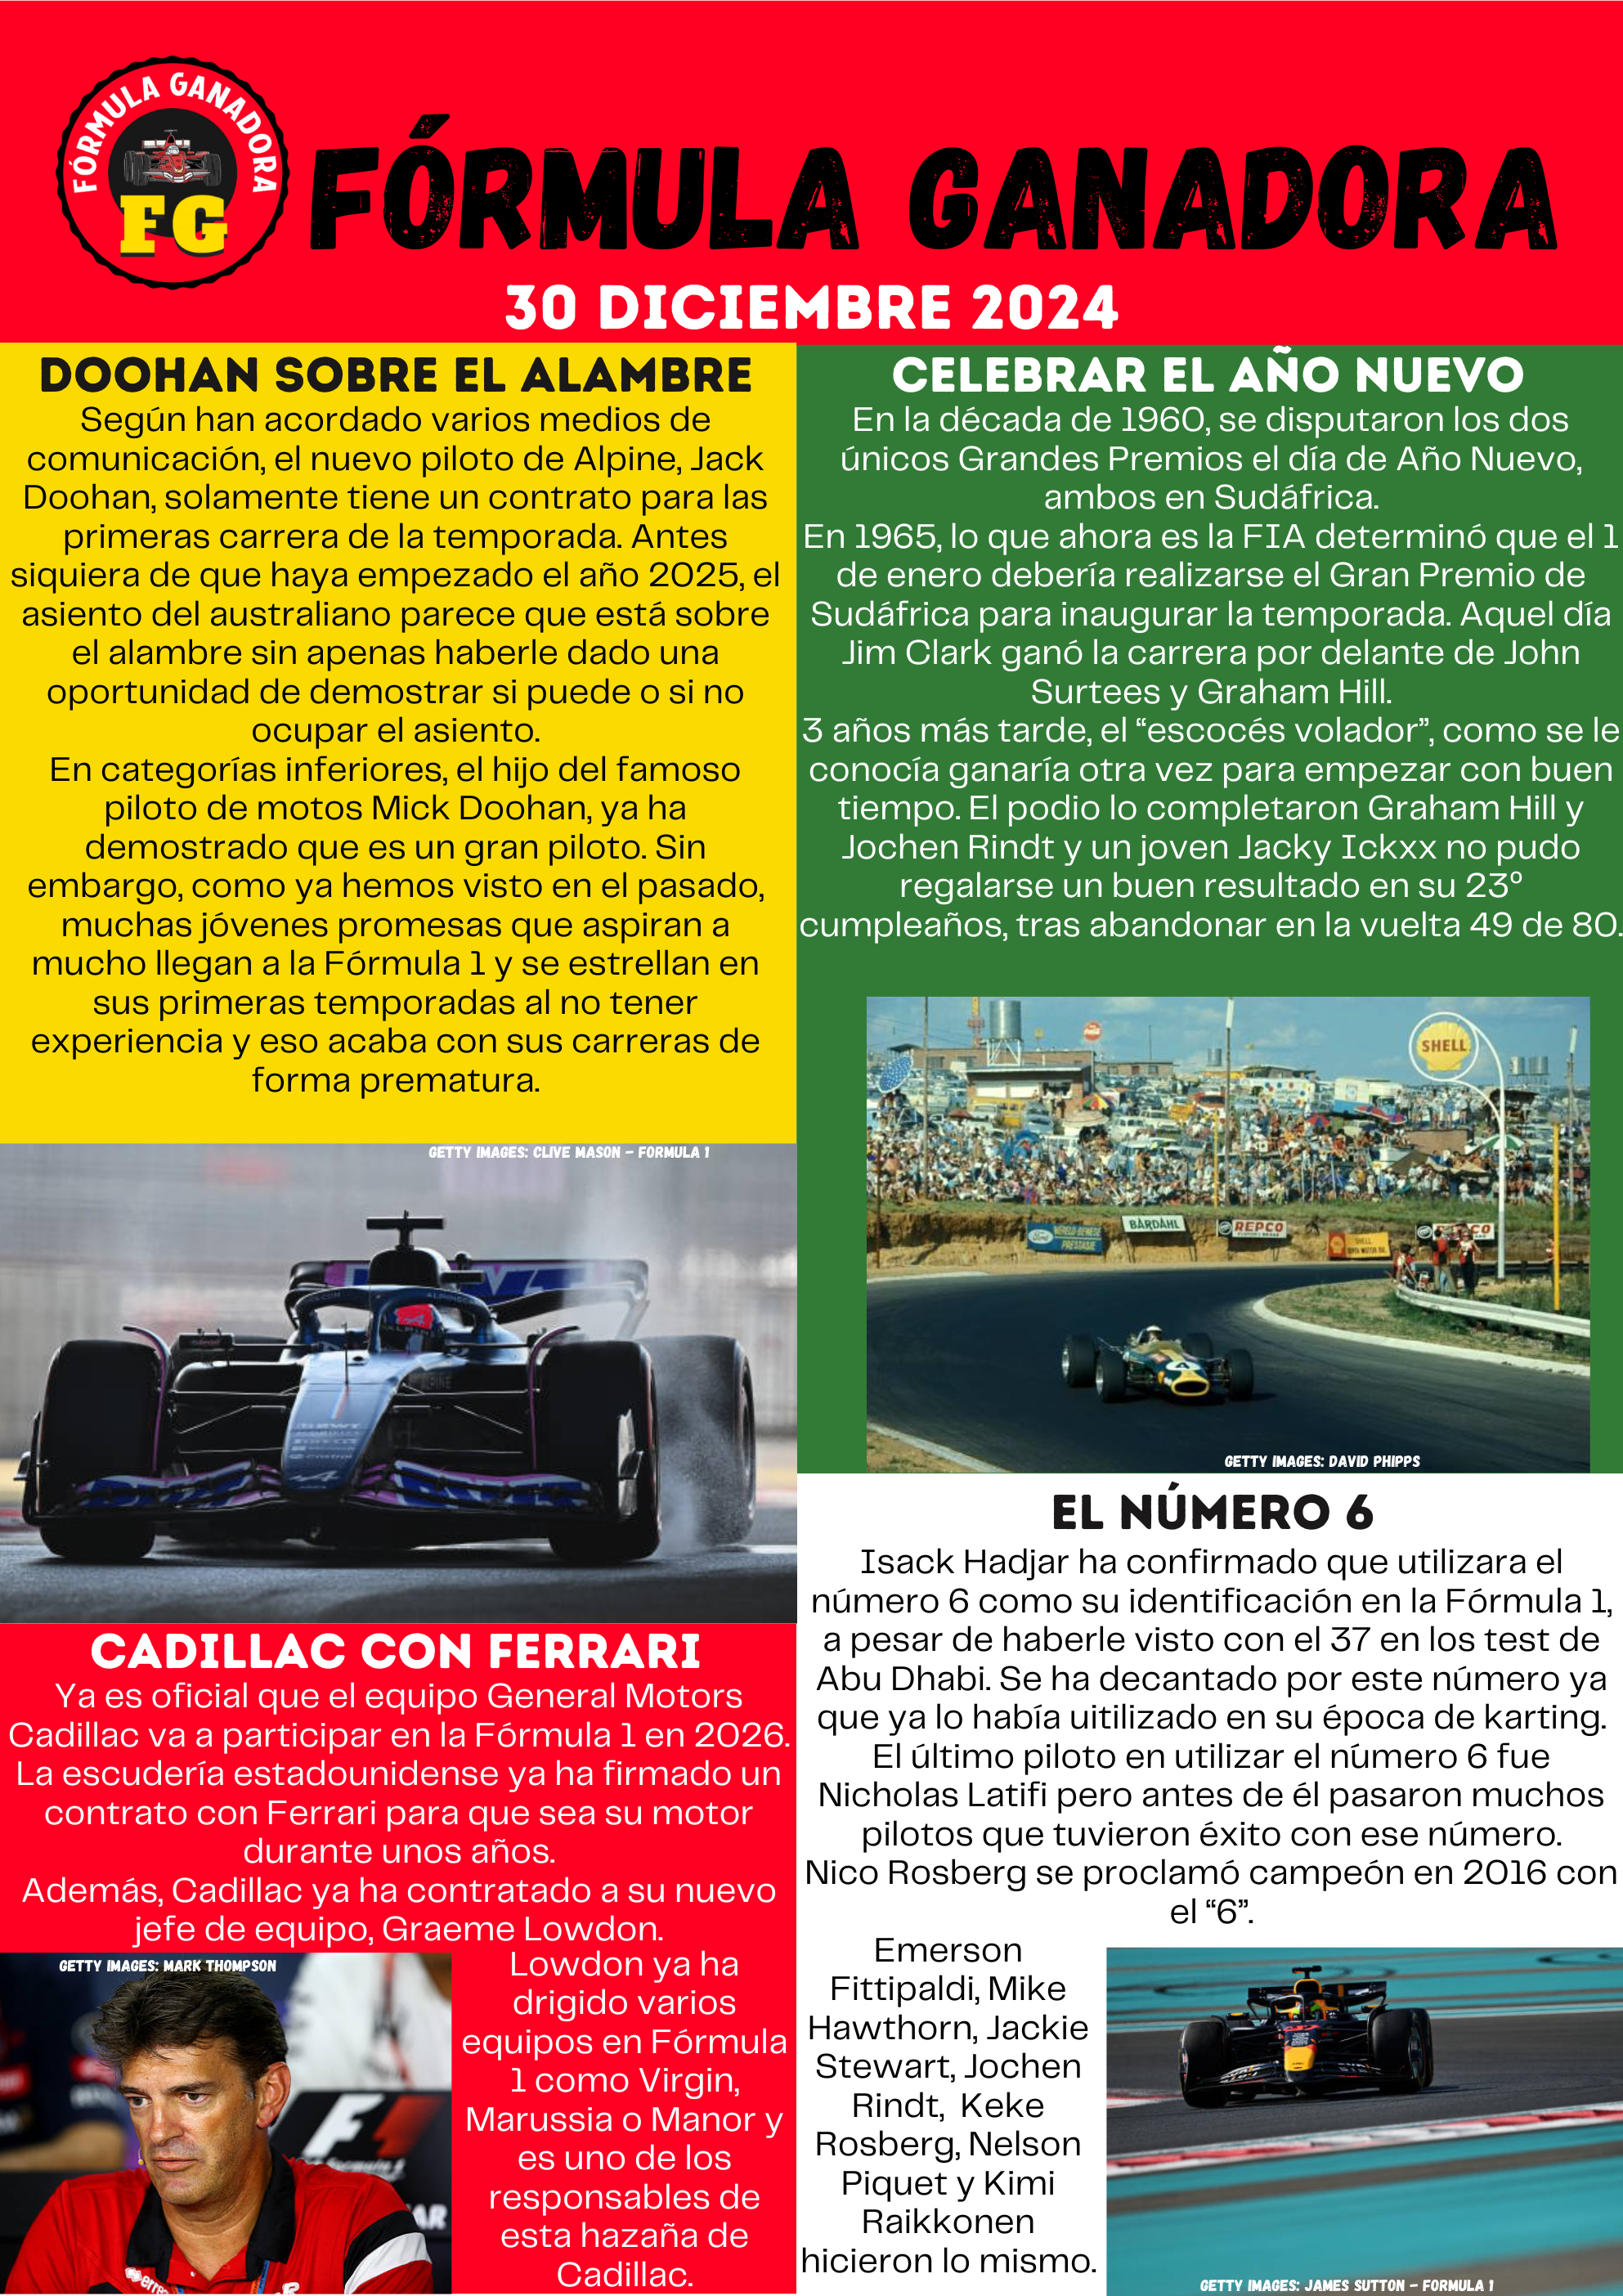 FÓRMULA GANADORA
FG
FÓRMULA GANADORA
30 DICIEMBRE 2024
DOOHAN SOBRE EL ALAMBRE
Según han acordado varios medios de
comunicación, el nuevo piloto de Alpine, Jack
Doohan, solamente tiene un contrato para las
primeras carrera de la temporada. Antes
siquiera de que haya empezado el año 2025, el
asiento del australiano parece que está sobre
el alambre sin apenas haberle dado una
oportunidad de demostrar si puede o si no
ocupar el asiento.
En categorías inferiores, el hijo del famoso
piloto de motos Mick Doohan, ya ha
demostrado que es un gran piloto. Sin
embargo, como ya hemos visto en el pasado,
muchas jóvenes promesas que aspiran a
mucho llegan a la Fórmula 1 y se estrellan en
sus primeras temporadas al no tener
experiencia y eso acaba con sus carreras de
forma prematura.
GETTY IMAGES: CLIVE MASON - FORMULA 1
CADILLAC CON FERRARI
Ya es oficial que el equipo General Motors
Cadillac va a participar en la Fórmula 1 en 2026.
La escudería estadounidense ya ha firmado un
contrato con Ferrari para que sea su motor
durante unos años.
Además, Cadillac ya ha contratado a su nuevo
jefe de equipo, Graeme Lowdon.
GETTY IMAGES: MARK THOMPSON
F1
Lowdon ya ha
drigido varios
equipos en Fórmula
1 como Virgin,
Marussia o Manor y
es uno de los
responsables de
esta hazaña de
Cadillac.
CELEBRAR EL AÑO NUEVO
En la década de 1960, se disputaron los dos
únicos Grandes Premios el día de Año Nuevo,
ambos en Sudáfrica.
En 1965, lo que ahora es la FIA determinó que el 1
de enero debería realizarse el Gran Premio de
Sudáfrica para inaugurar la temporada. Aquel día
Jim Clark ganó la carrera por delante de John
Surtees y Graham Hill.
3 años más tarde, el “escocés volador”, como se le
conocía ganaría otra vez para empezar con buen
tiempo. El podio lo completaron Graham Hill y
Jochen Rindt y un joven Jacky Ickxx no pudo
regalarse un buen resultado en su 23º
cumpleaños, tras abandonar en la vuelta 49 de 80.
SHELL
BARDAHL
REPCO
4
GETTY IMAGES: DAVID PHIPPS
EL NÚMERO 6
Isack Hadjar ha confirmado que utilizara el
número 6 como su identificación en la Fórmula 1,
a pesar de haberle visto con el 37 en los test de
Abu Dhabi. Se ha decantado por este número ya
que ya lo había uitilizado en su época de karting.
El último piloto en utilizar el número 6 fue
Nicholas Latifi pero antes de él pasaron muchos
pilotos que tuvieron éxito con ese número.
Nico Rosberg se proclamó campeón en 2016 con
el “6”.
Emerson
Fittipaldi, Mike
Hawthorn, Jackie
Stewart, Jochen
Rindt, Keke
Rosberg, Nelson
Piquet y Kimi
Raikkonen
hicieron lo mismo.
GETTY IMAGES: JAMES SUTTON - FORMULA 1